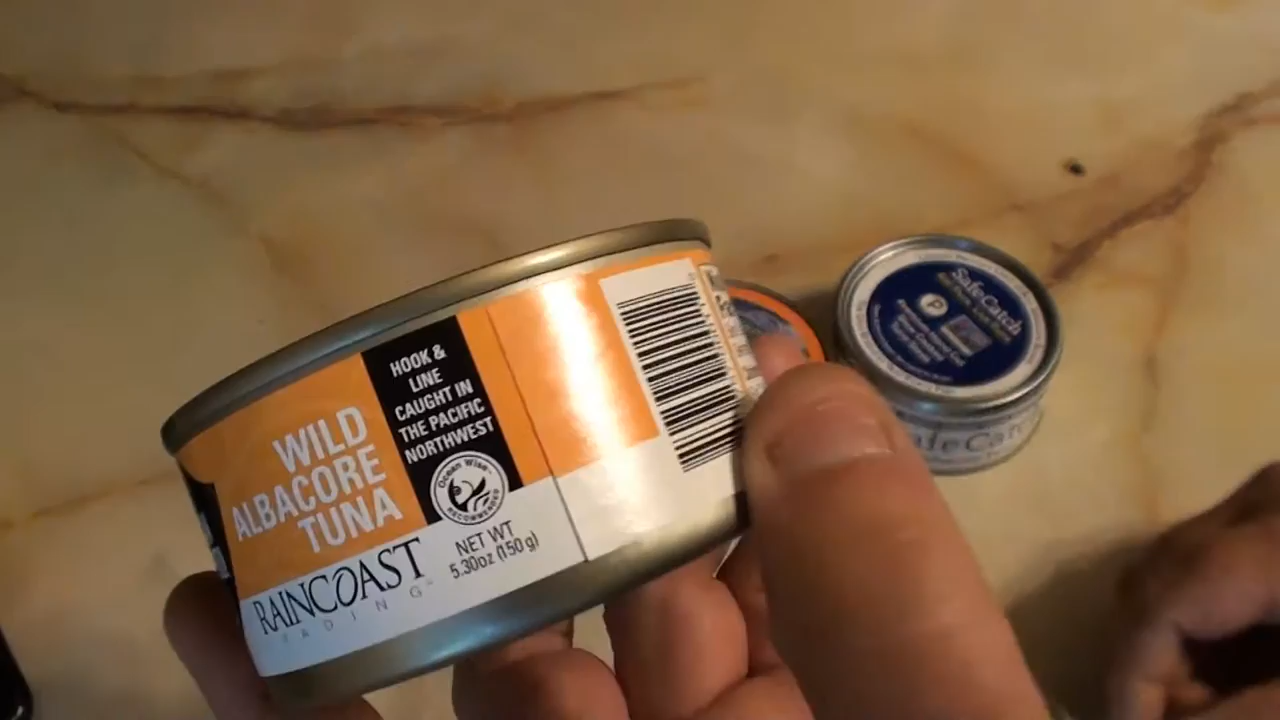 WILD
ALBACORE
TUNA
HOOK &
LINE
CAUGHT IN
THE PACIFIC
NORTHWEST
Ocean Wise
RECOMMENDED
RAINCOAST
NET WT
5.30oz (150 g)
Safe Catch